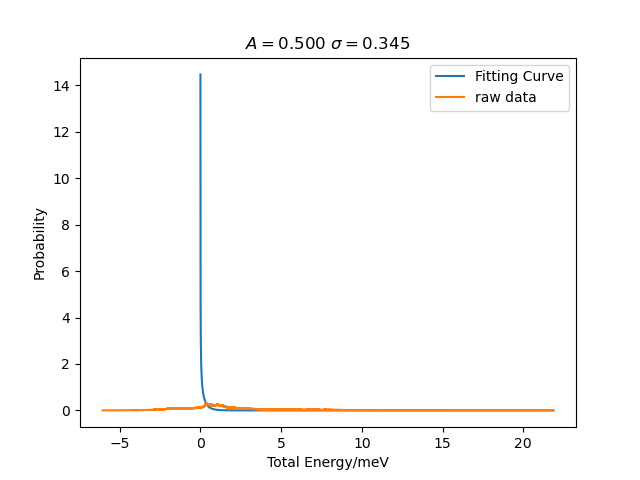 A = 0.500 σ = 0.345
Fitting Curve
raw data
Probability
14
12
10
8
6
4
2
0
−5 0 5 10 15 20
Total Energy/meV